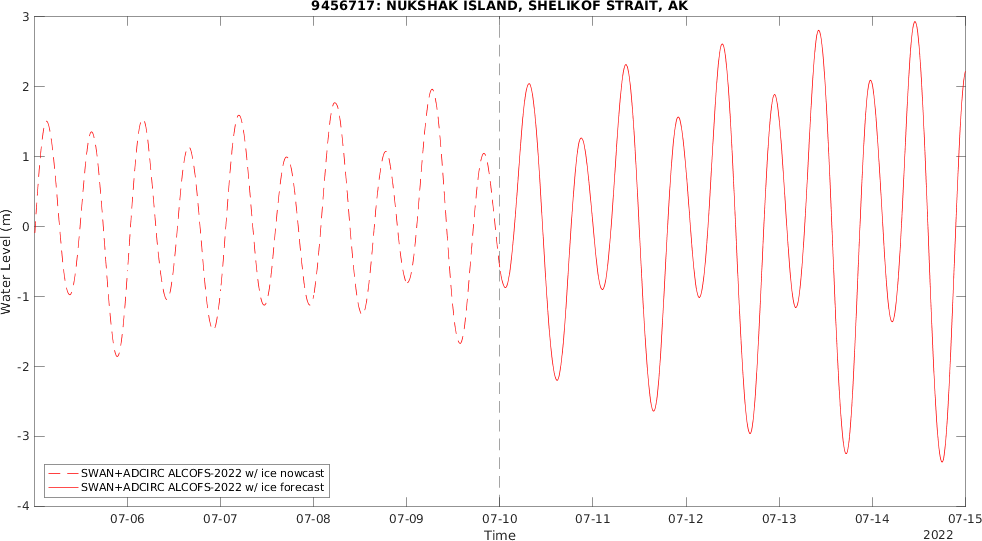 9456717: NUKSHAK ISLAND, SHELIKOF STRAIT, AK
3
2
1
0
-1
-2
-3
-4
Water Level (m)
SWAN+ADCIRC ALCOFS-2022 w/ ice nowcast
SWAN+ADCIRC ALCOFS-2022 w/ ice forecast
07-06 07-07 07-08 07-09 07-10 07-11 07-12 07-13 07-14 07-15
Time
2022